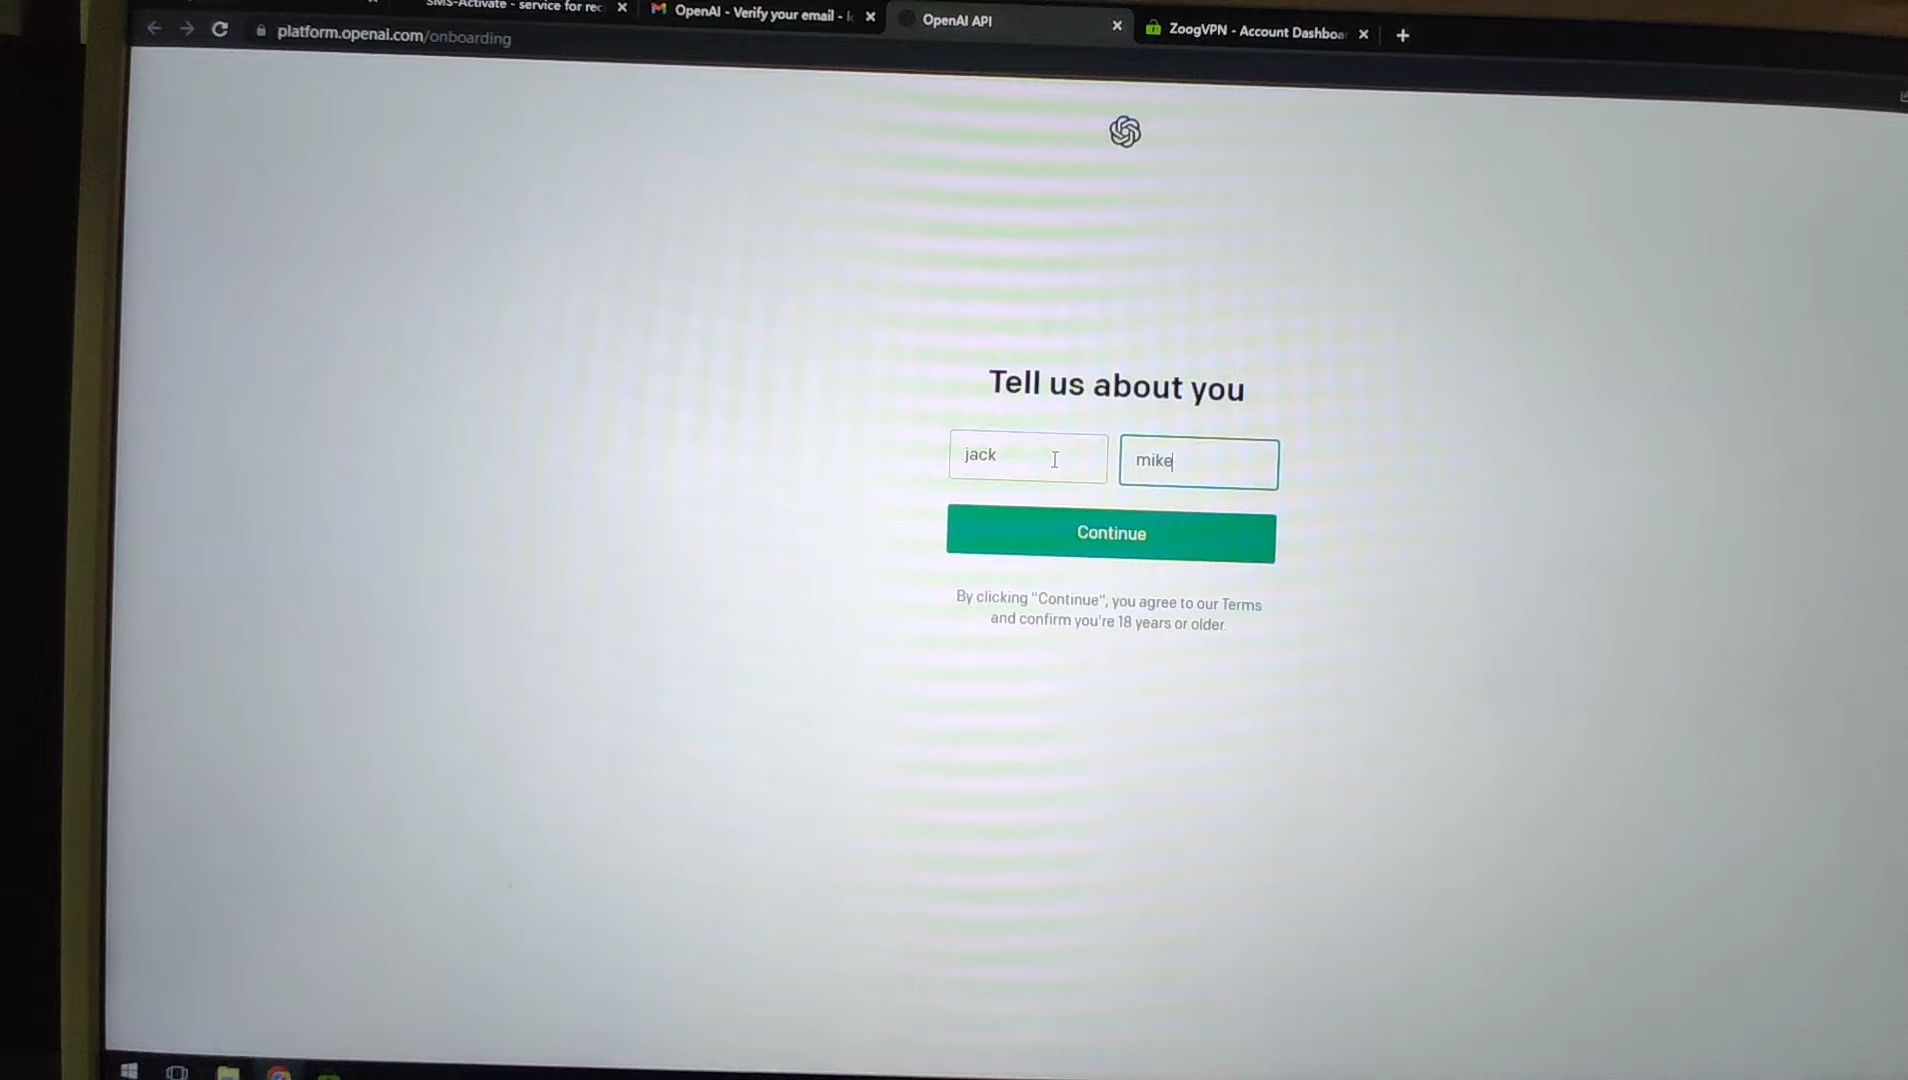 SMS-Activate - service for rec
OpenAI - Verify your email -
OpenAI API
ZoogVPN - Account Dashboa
platform.openai.com/onboarding
Tell us about you
jack
mike
Continue
By clicking "Continue", you agree to our Terms
and confirm you're 18 years or older.